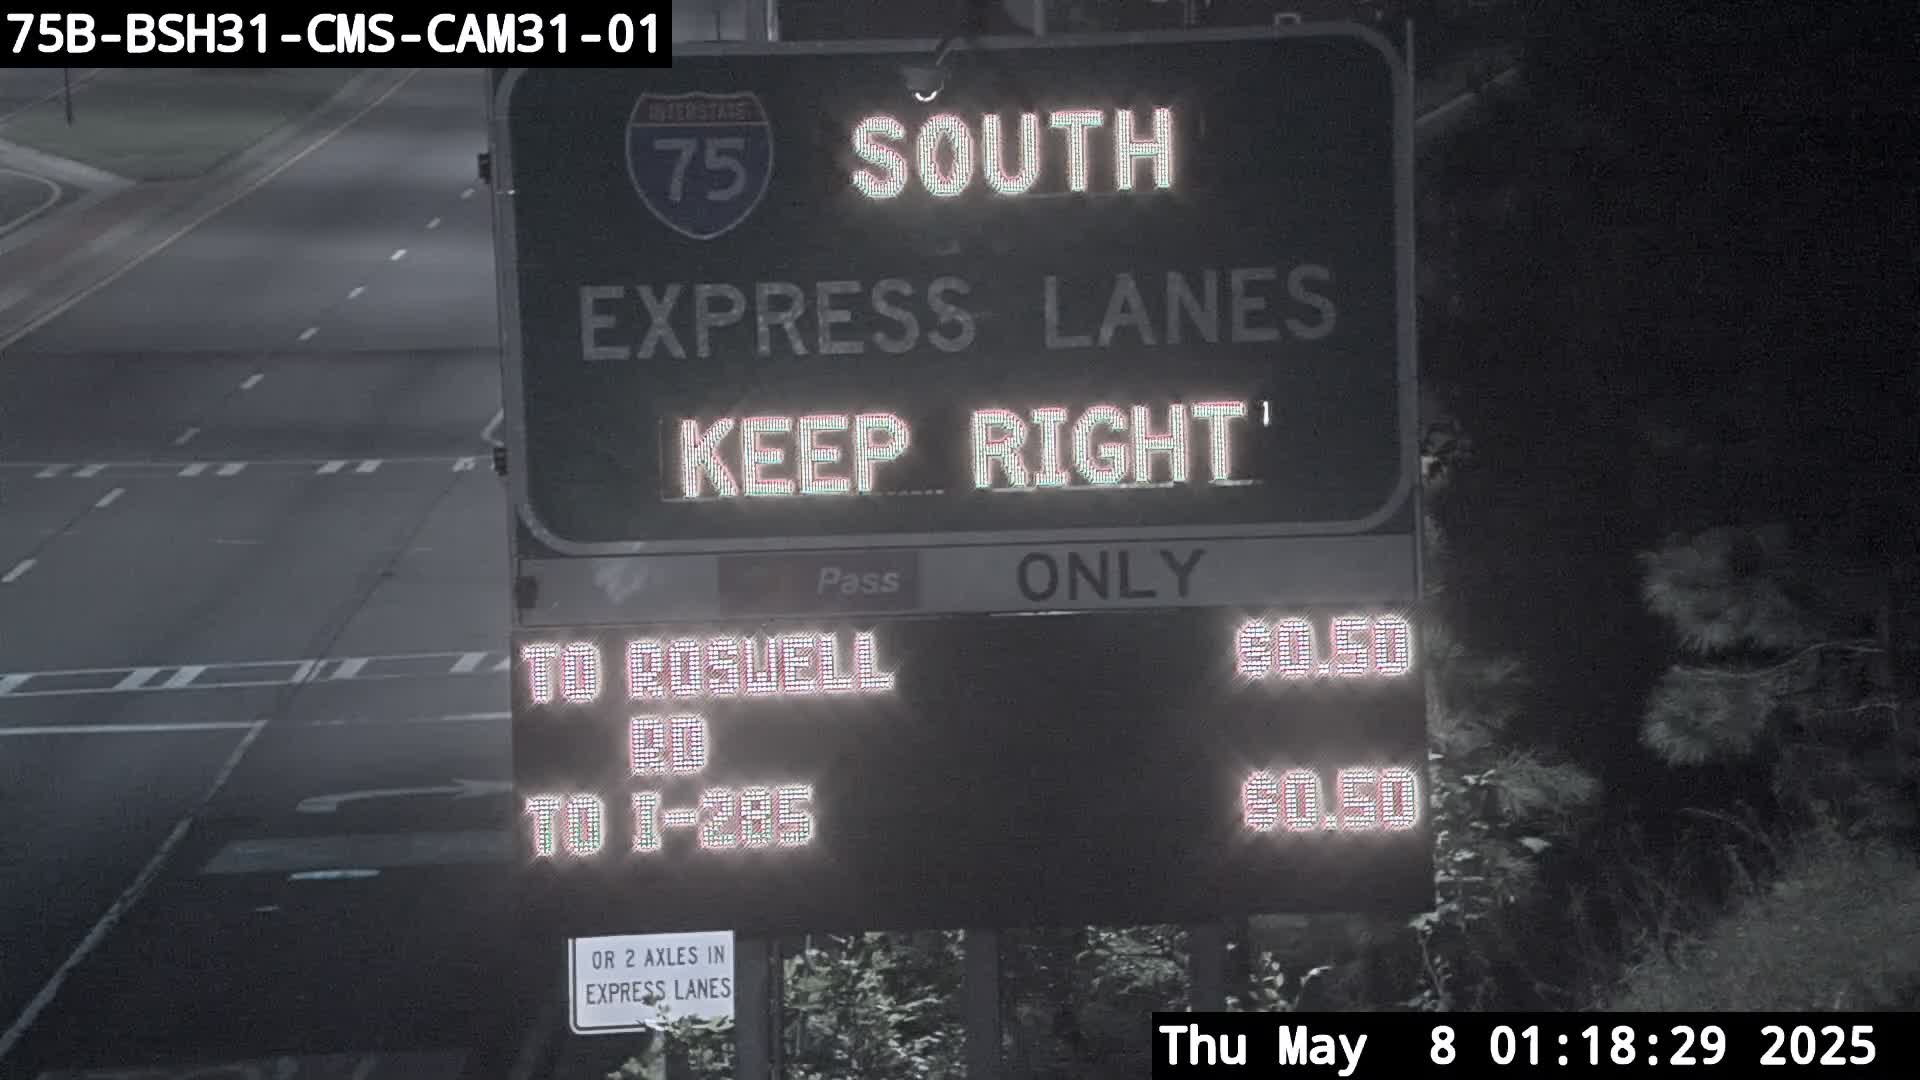 75B-BSH31-CMS-CAM31-01
INTERSTATE
75
SOUTH
EXPRESS LANES
KEEP RIGHT
Pass ONLY
TO ROSWELL $0.50
RD
TO I-285 $0.50
OR 2 AXLES IN
EXPRESS LANES
Thu May 8 01:18:29 2025